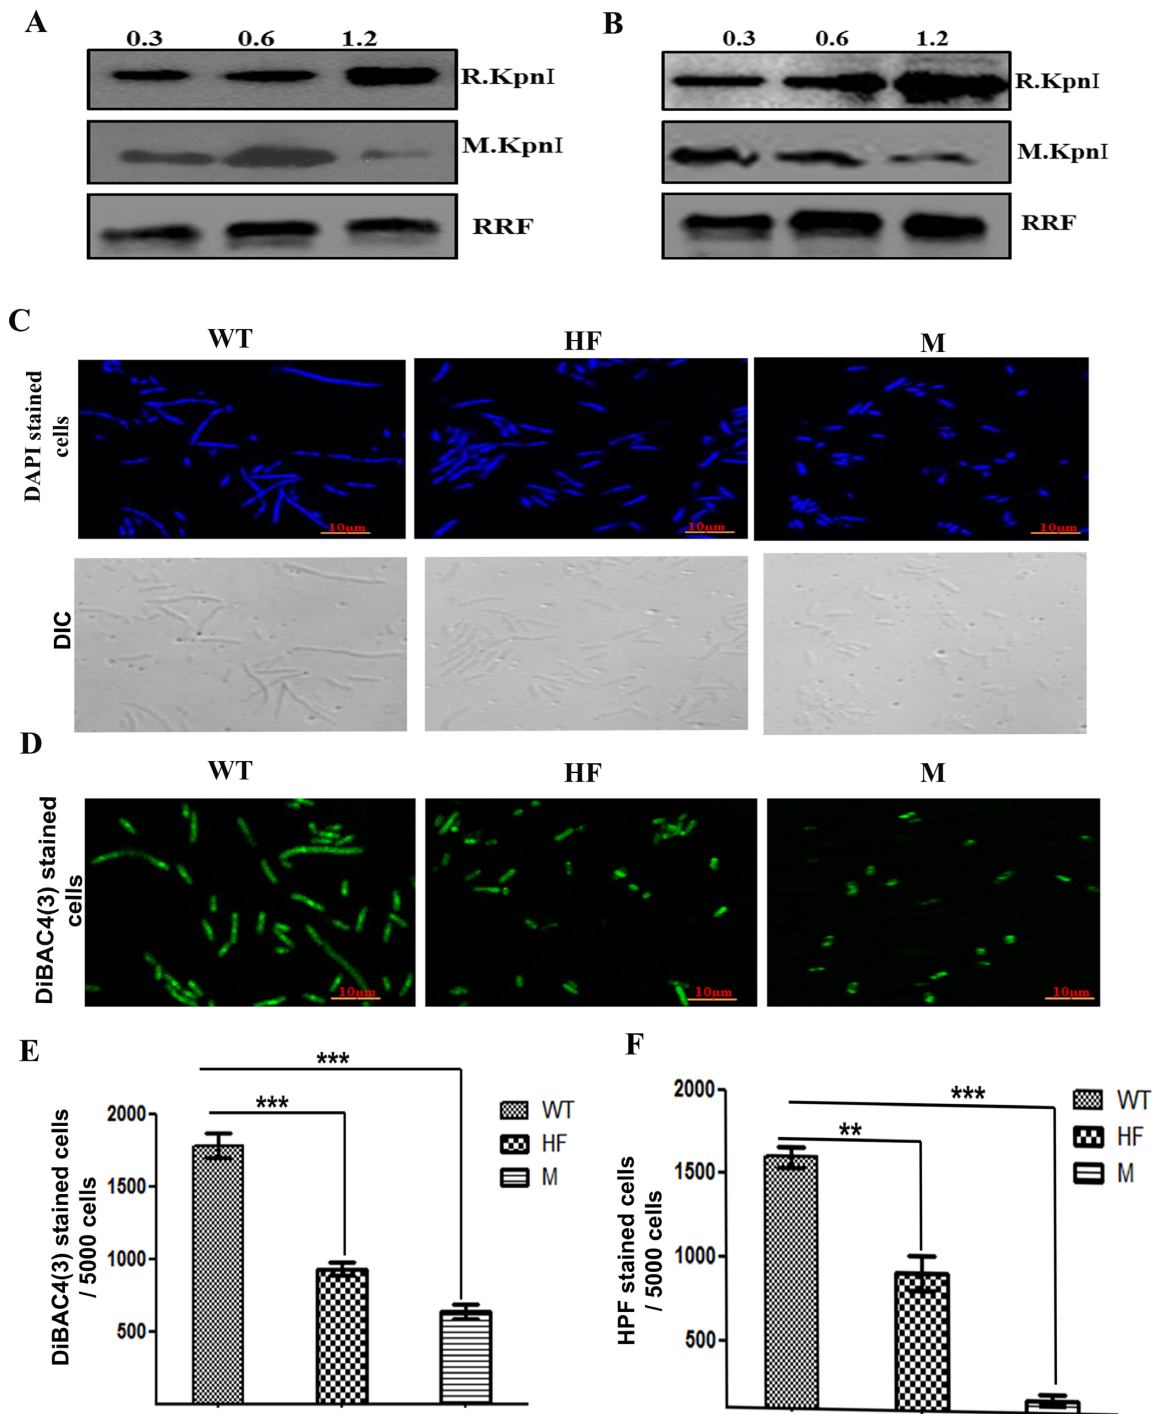 A
0.3 0.6 1.2
R.KpnI
M.KpnI
RRF
B
0.3 0.6 1.2
R.KpnI
M.KpnI
RRF
C
WT HF M
DAPI stained
cells
10μm 10μm 10μm
DIC
D
WT HF M
DiBAC4(3) stained
cells
10μm 10μm 10μm
E
***
***
2000
1500
1000
500
DiBAC4(3) stained cells
/ 5000 cells
WT
HF
M
F
***
**
2000
1500
1000
500
HPF stained cells
/ 5000 cells
WT
HF
M